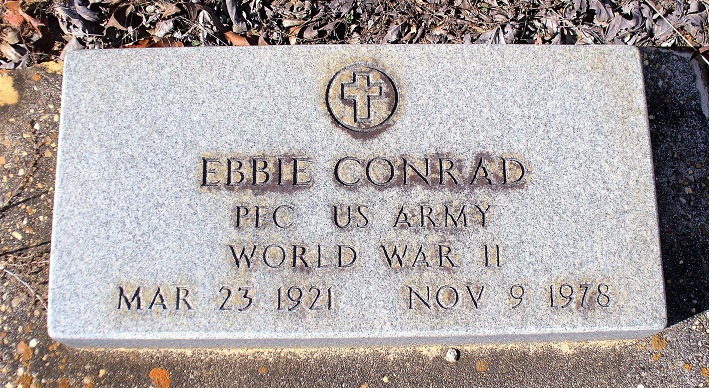 EBBIE CONRAD
PFC US ARMY
WORLD WAR II
MAR 23 1921 NOV 9 1978